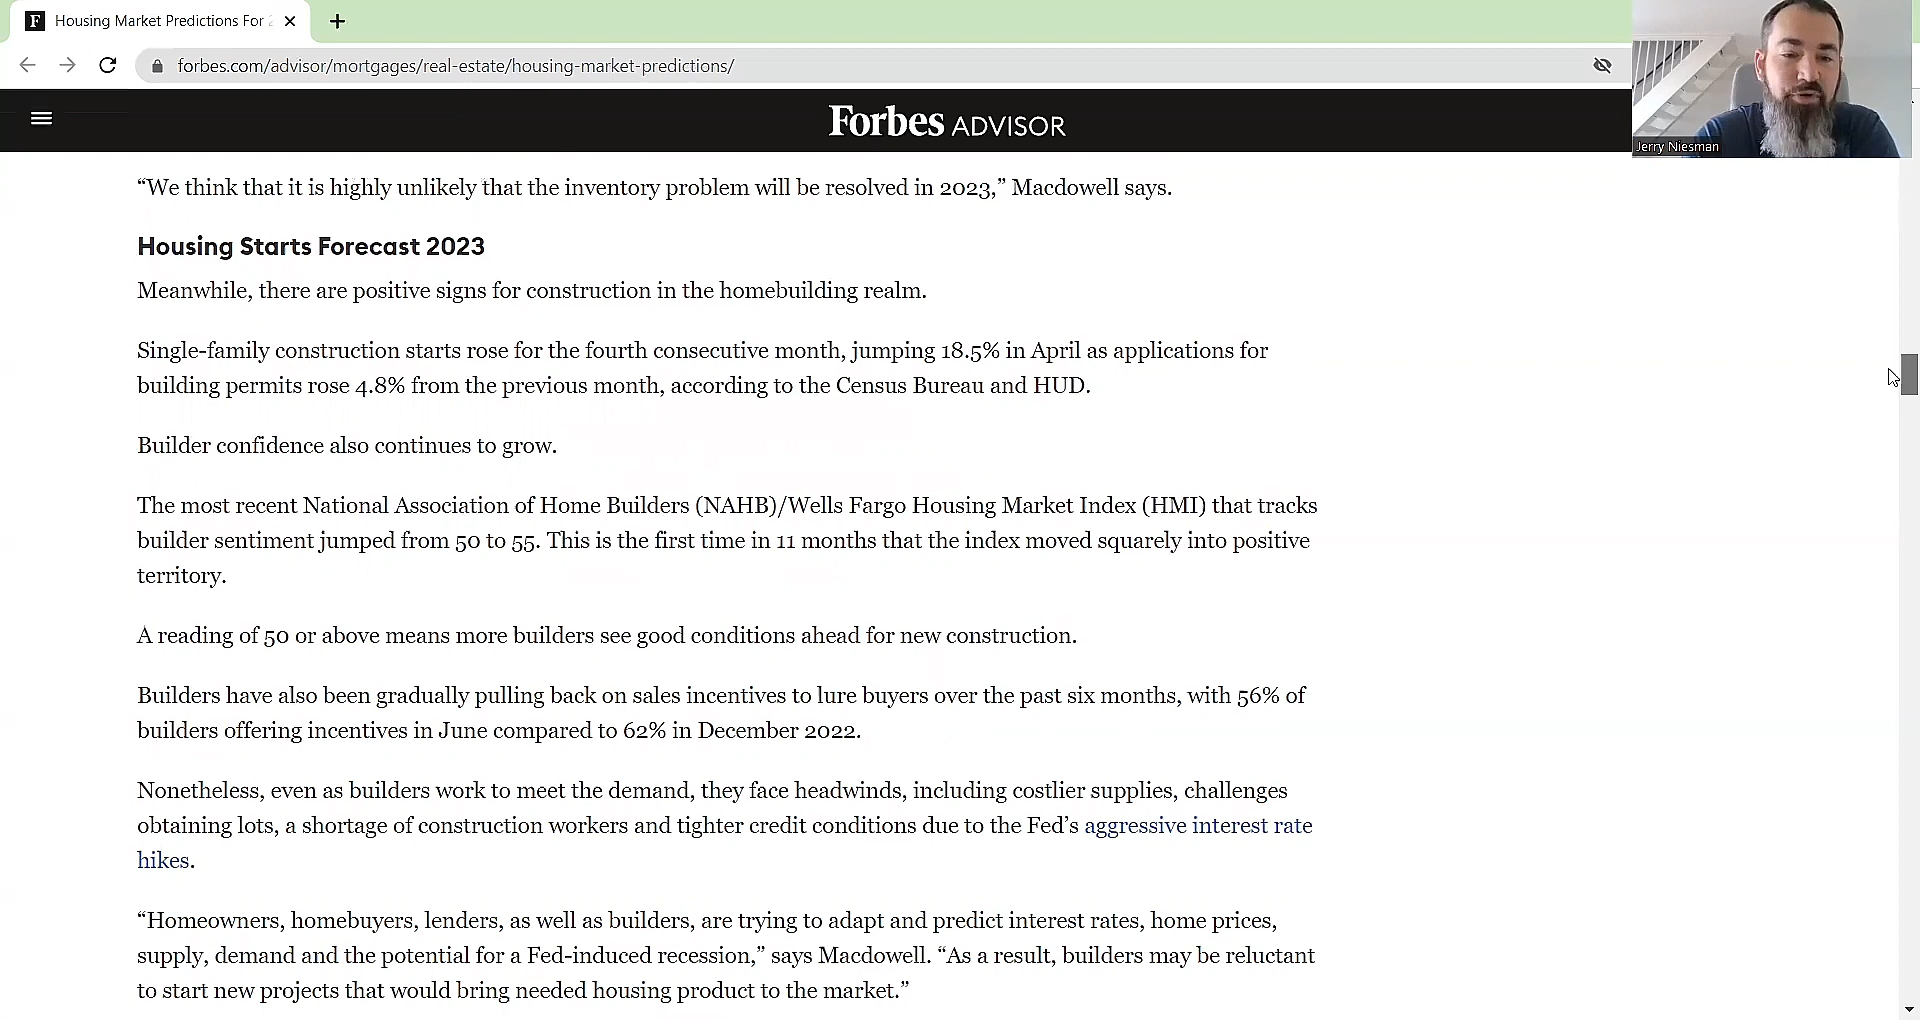 F Housing Market Predictions For 2
forbes.com/advisor/mortgages/real-estate/housing-market-predictions/
Forbes ADVISOR
Jerry Niesman
“We think that it is highly unlikely that the inventory problem will be resolved in 2023,” Macdowell says.
Housing Starts Forecast 2023
Meanwhile, there are positive signs for construction in the homebuilding realm.
Single-family construction starts rose for the fourth consecutive month, jumping 18.5% in April as applications for
building permits rose 4.8% from the previous month, according to the Census Bureau and HUD.
Builder confidence also continues to grow.
The most recent National Association of Home Builders (NAHB)/Wells Fargo Housing Market Index (HMI) that tracks
builder sentiment jumped from 50 to 55. This is the first time in 11 months that the index moved squarely into positive
territory.
A reading of 50 or above means more builders see good conditions ahead for new construction.
Builders have also been gradually pulling back on sales incentives to lure buyers over the past six months, with 56% of
builders offering incentives in June compared to 62% in December 2022.
Nonetheless, even as builders work to meet the demand, they face headwinds, including costlier supplies, challenges
obtaining lots, a shortage of construction workers and tighter credit conditions due to the Fed’s aggressive interest rate
hikes.
“Homeowners, homebuyers, lenders, as well as builders, are trying to adapt and predict interest rates, home prices,
supply, demand and the potential for a Fed-induced recession,” says Macdowell. “As a result, builders may be reluctant
to start new projects that would bring needed housing product to the market.”